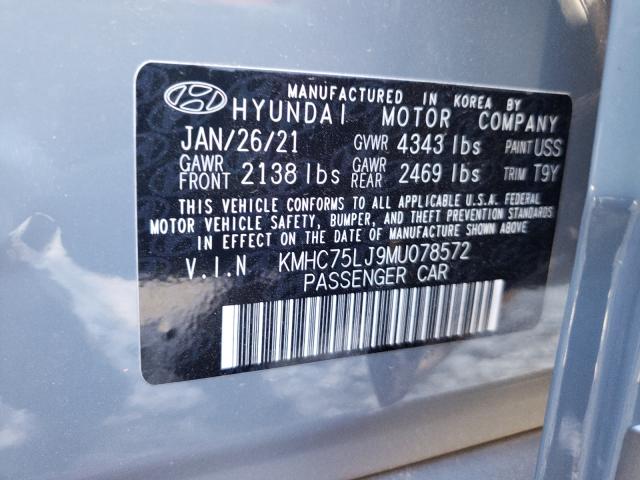 MANUFACTURED IN KOREA BY
HYUNDAI MOTOR COMPANY
JAN/26/21 GVWR 4343 lbs PAINT USS
GAWR FRONT 2138 lbs GAWR REAR 2469 lbs TRIM T9Y
THIS VEHICLE CONFORMS TO ALL APPLICABLE U.S.A. FEDERAL
MOTOR VEHICLE SAFETY, BUMPER, AND THEFT PREVENTION STANDARDS
IN EFFECT ON THE DATE OF MANUFACTURE SHOWN ABOVE.
V.I.N KMHC75LJ9MU078572
PASSENGER CAR